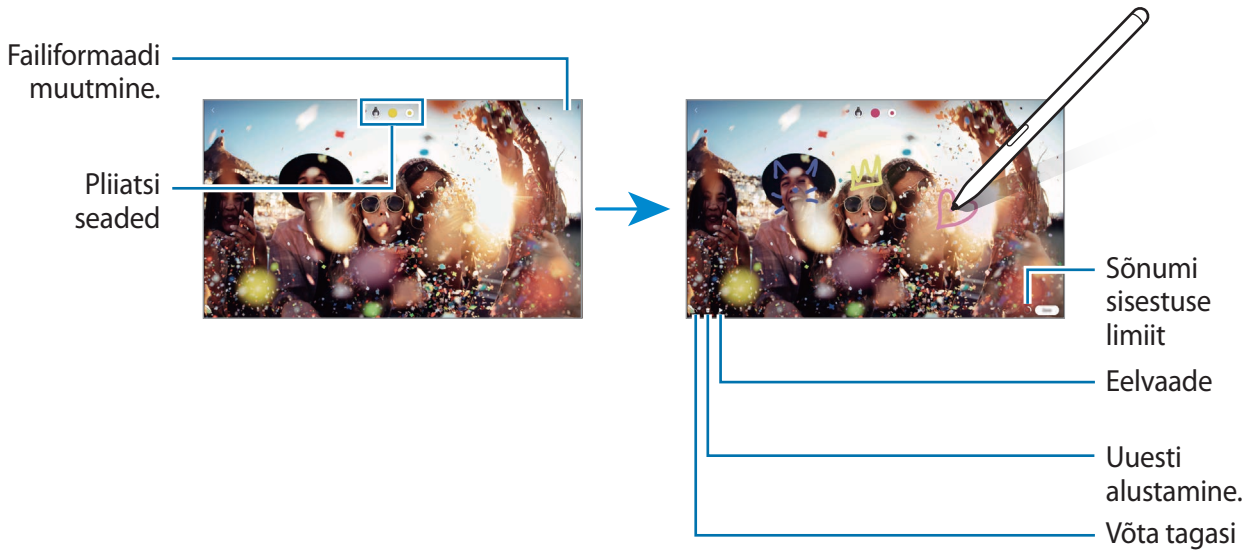 Failiformaadi
muutmine.
Pliiatsi
seaded
Sõnumi
sisestuse
limiit
Eelvaade
Uuesti
alustamine.
Võta tagasi